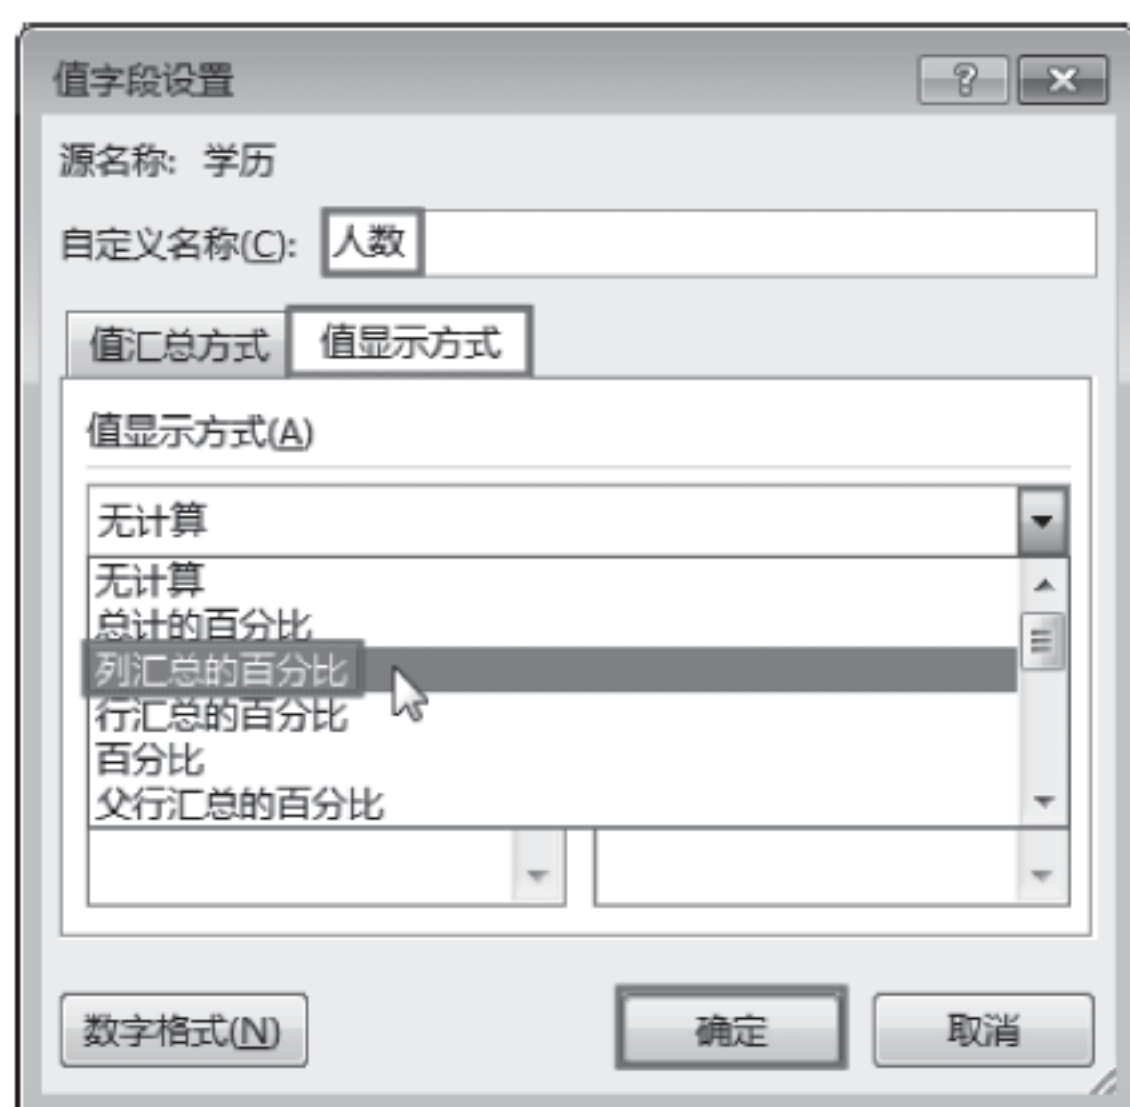 值字段设置
源名称: 学历
自定义名称(C): 人数
值汇总方式 值显示方式
值显示方式(A)
无计算
无计算
总计的百分比
列汇总的百分比
行汇总的百分比
百分比
父行汇总的百分比
数字格式(N) 确定 取消